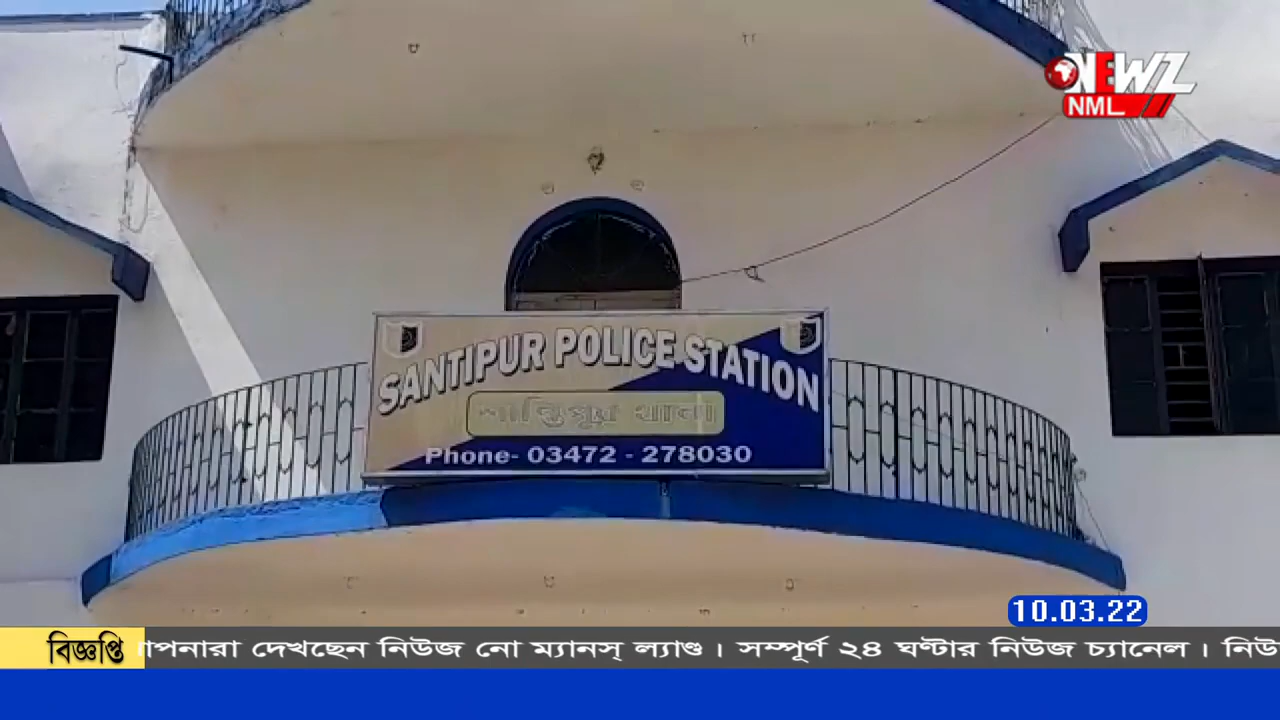 NEWZ
NML
SANTIPUR POLICE STATION
শান্তিপুর থানা
Phone- 03472 - 278030
10.03.22
বিজ্ঞপ্তি
াপনারা দেখছেন নিউজ নো ম্যানস্ ল্যাণ্ড । সম্পূর্ণ ২৪ ঘণ্টার নিউজ চ্যানেল । নিউ